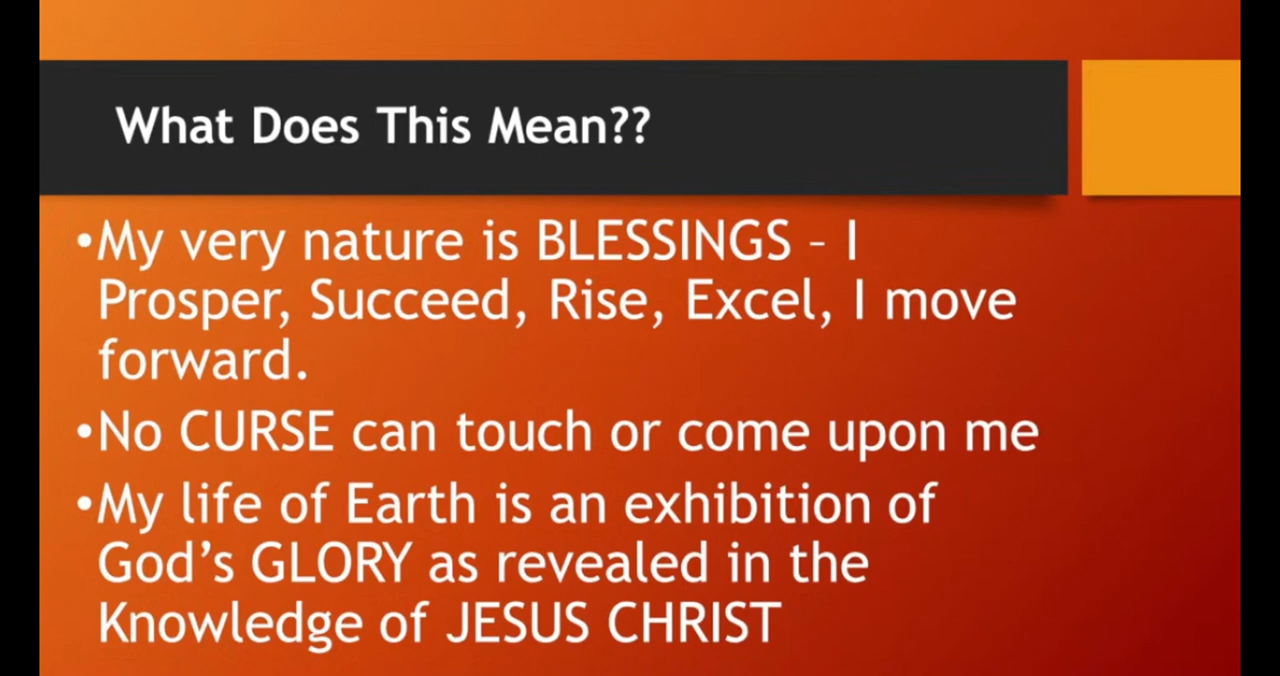 What Does This Mean??
•My very nature is BLESSINGS – I
Prosper, Succeed, Rise, Excel, I move
forward.
•No CURSE can touch or come upon me
•My life of Earth is an exhibition of
God’s GLORY as revealed in the
Knowledge of JESUS CHRIST